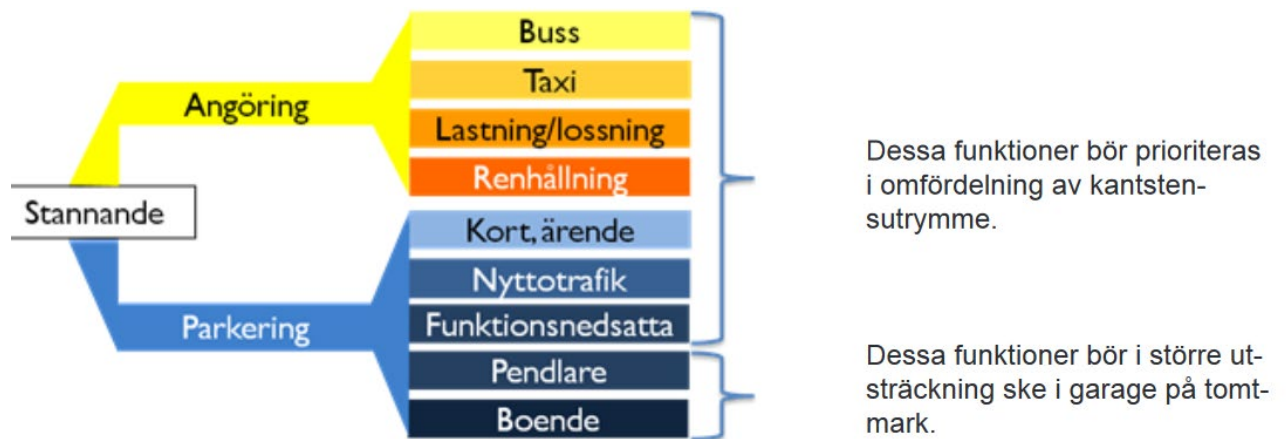 Stannande
Angöring
Buss
Taxi
Lastning/lossning
Renhållning
Parkering
Kort, ärende
Nyttotrafik
Funktionsnedsatta
Pendlare
Boende
Dessa funktioner bör prioriteras
i omfördelning av kantsten-
sutrymme.
Dessa funktioner bör i större ut-
sträckning ske i garage på tomt-
mark.